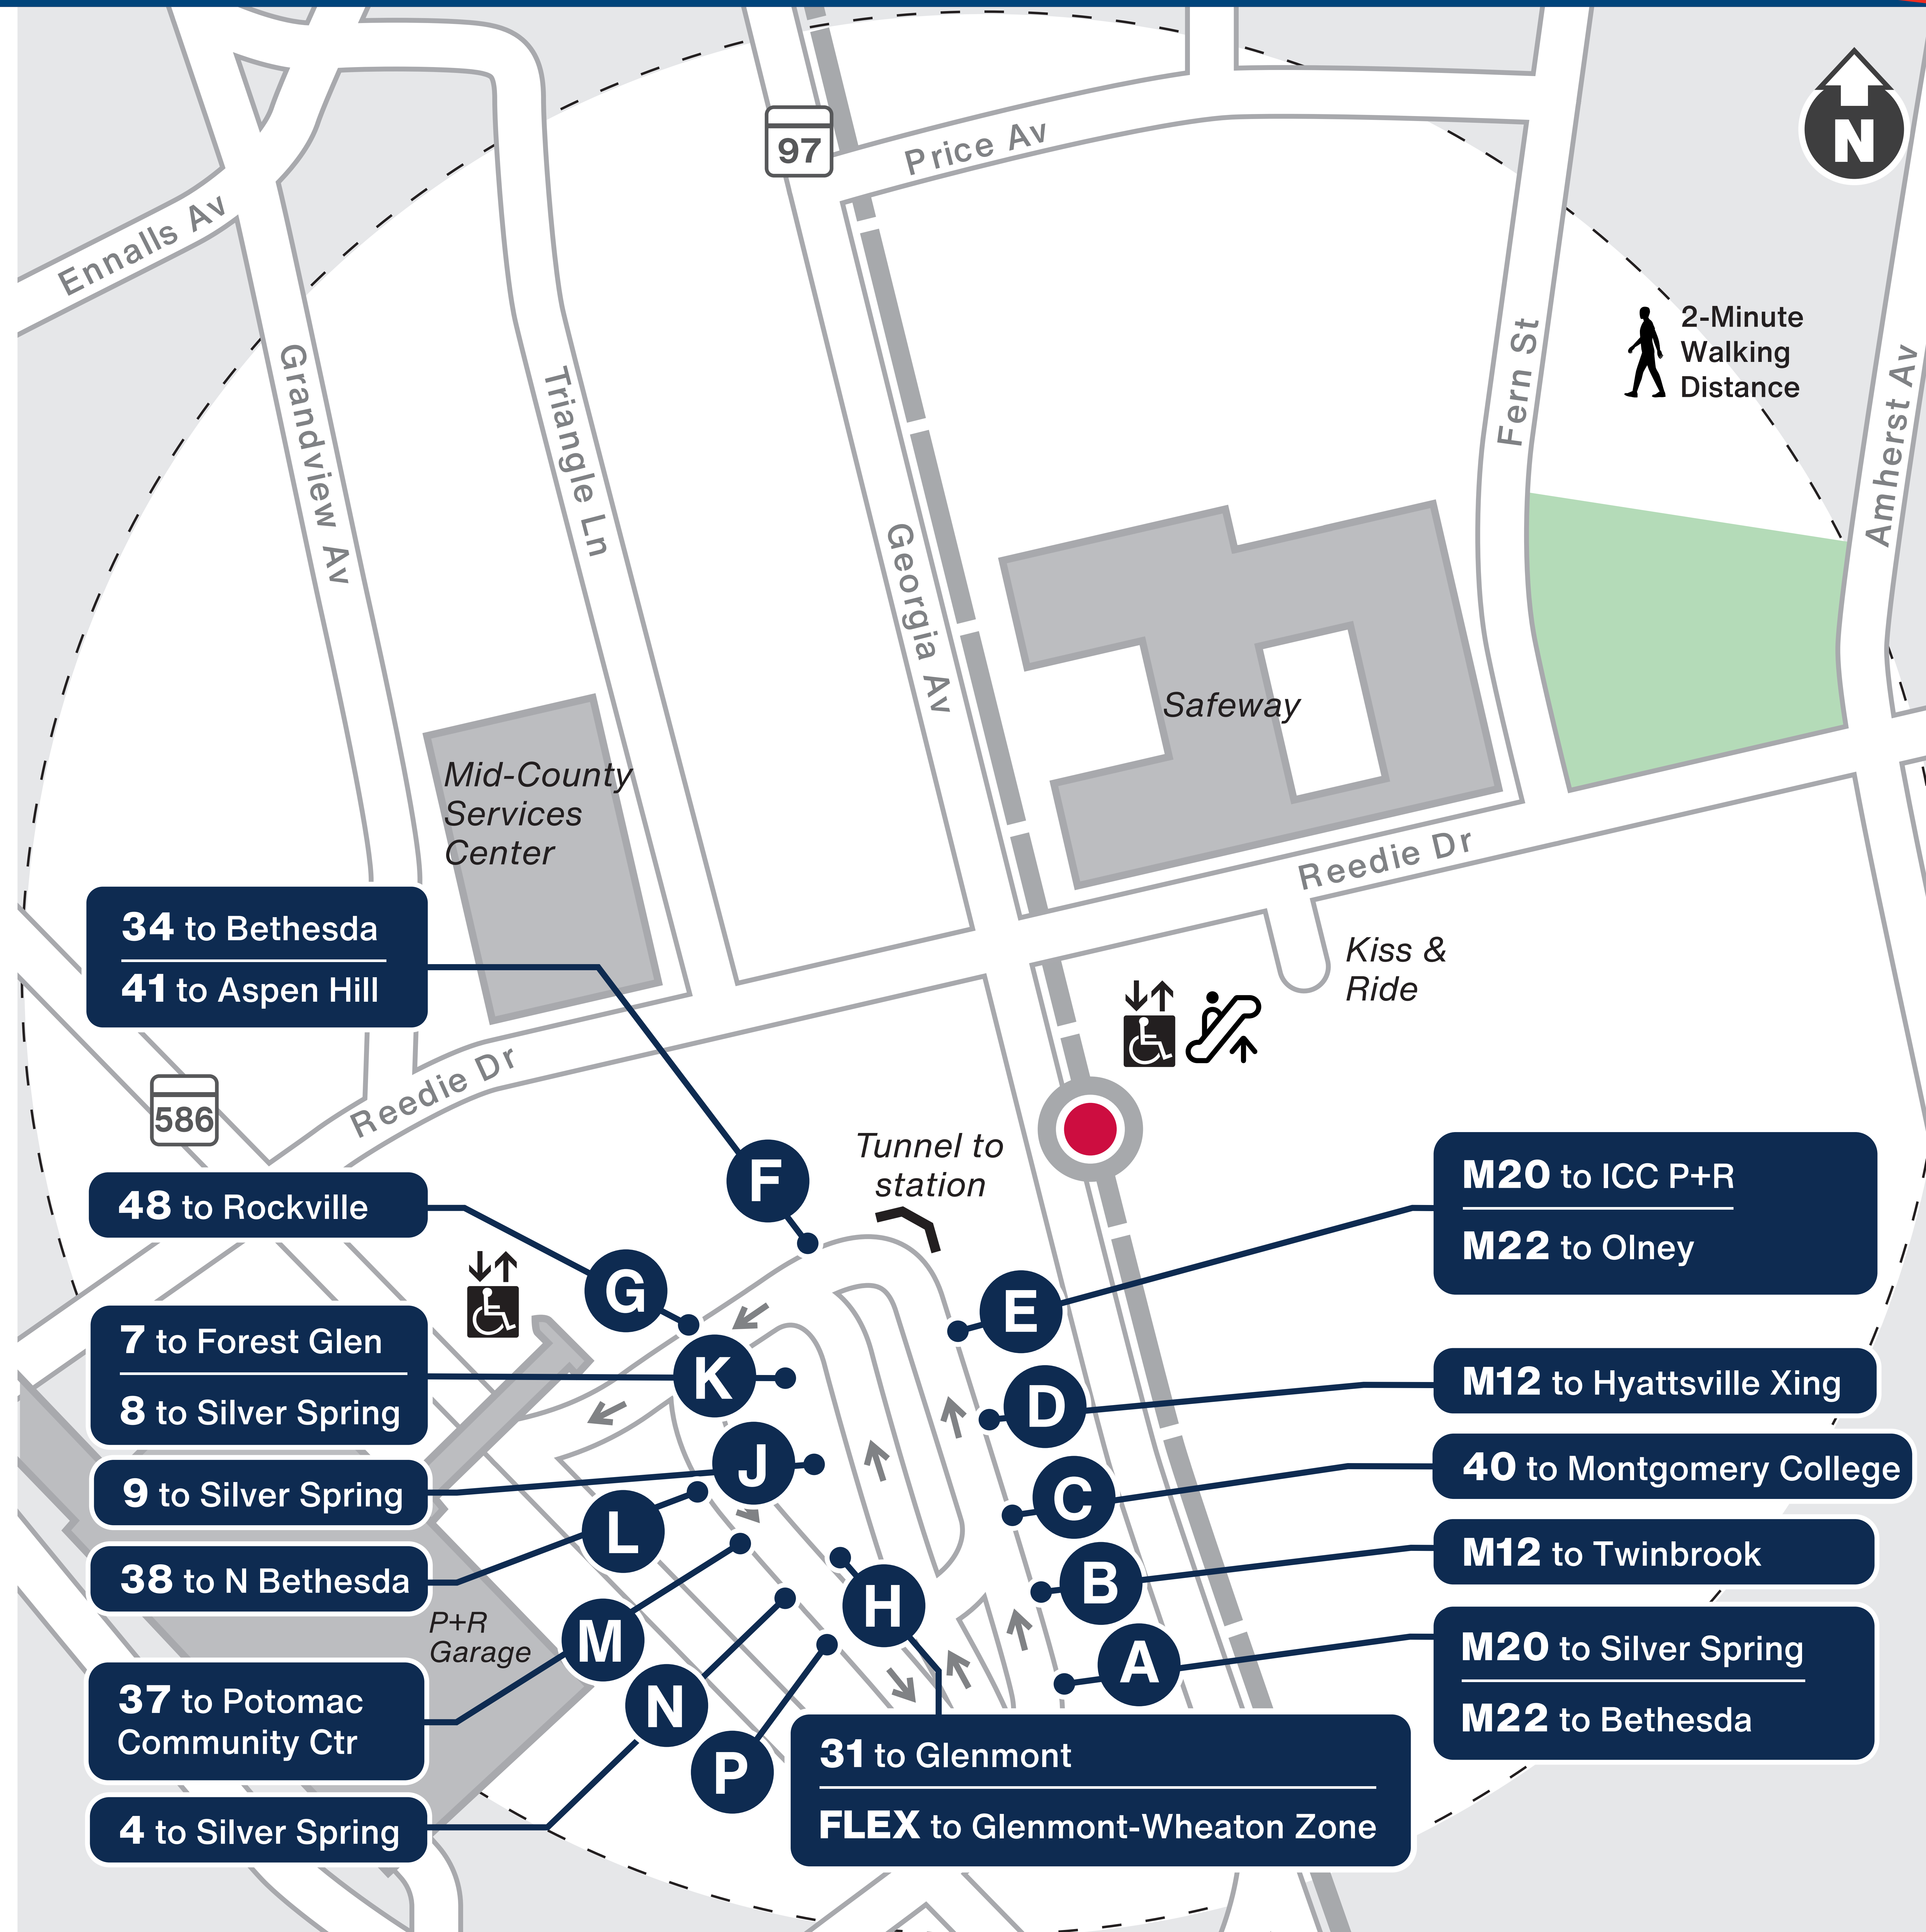 97
Price Av
N
Ennalls Av
Grandview Av
Triangle Ln
Georgia Av
Fern St
Amherst Av
2-Minute
Walking
Distance
Safeway
Mid-County
Services
Center
Reedie Dr
Kiss &
Ride
34 to Bethesda
41 to Aspen Hill
Reedie Dr
586
F
Tunnel to
station
48 to Rockville
G
M20 to ICC P+R
M22 to Olney
E
7 to Forest Glen
8 to Silver Spring
K
M12 to Hyattsville Xing
D
9 to Silver Spring
J
40 to Montgomery College
C
38 to N Bethesda
L
M12 to Twinbrook
B
P+R
Garage
H
M
A
M20 to Silver Spring
M22 to Bethesda
37 to Potomac
Community Ctr
N
P
31 to Glenmont
FLEX to Glenmont-Wheaton Zone
4 to Silver Spring